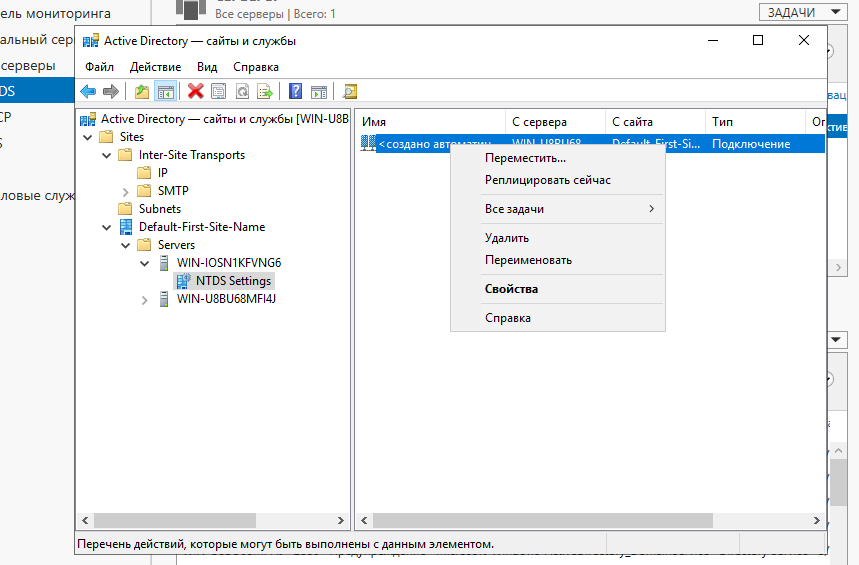 ель мониторинга
Все серверы | Всего: 1
ЗАДАЧИ
Active Directory — сайты и службы
Файл Действие Вид Справка
Active Directory — сайты и службы [WIN-U8B
Sites
Inter-Site Transports
IP
SMTP
Subnets
Default-First-Site-Name
Servers
WIN-IOSN1KFVNG6
NTDS Settings
WIN-U8BU68MFI4J
Имя С сервера С сайта Тип Оп
<создано автоматич... WIN-U8BU68... Default-First-Si... Подключение
Переместить...
Реплицировать сейчас
Все задачи
Удалить
Переименовать
Свойства
Справка
серверы
DS
CP
ловые служ
Перечень действий, которые могут быть выполнены с данным элементом.